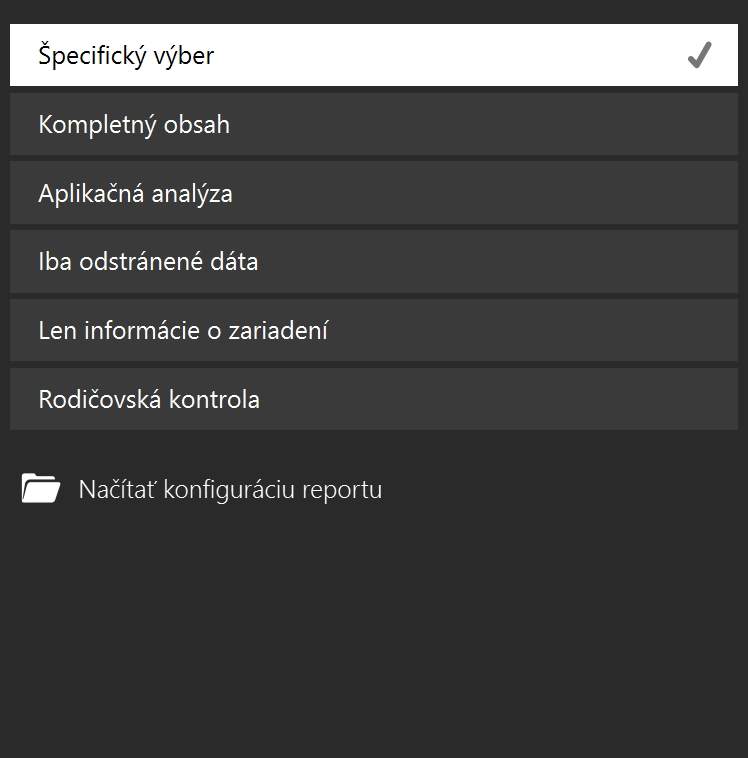 Špecifický výber
Kompletný obsah
Aplikačná analýza
Iba odstránené dáta
Len informácie o zariadení
Rodičovská kontrola
Načítať konfiguráciu reportu